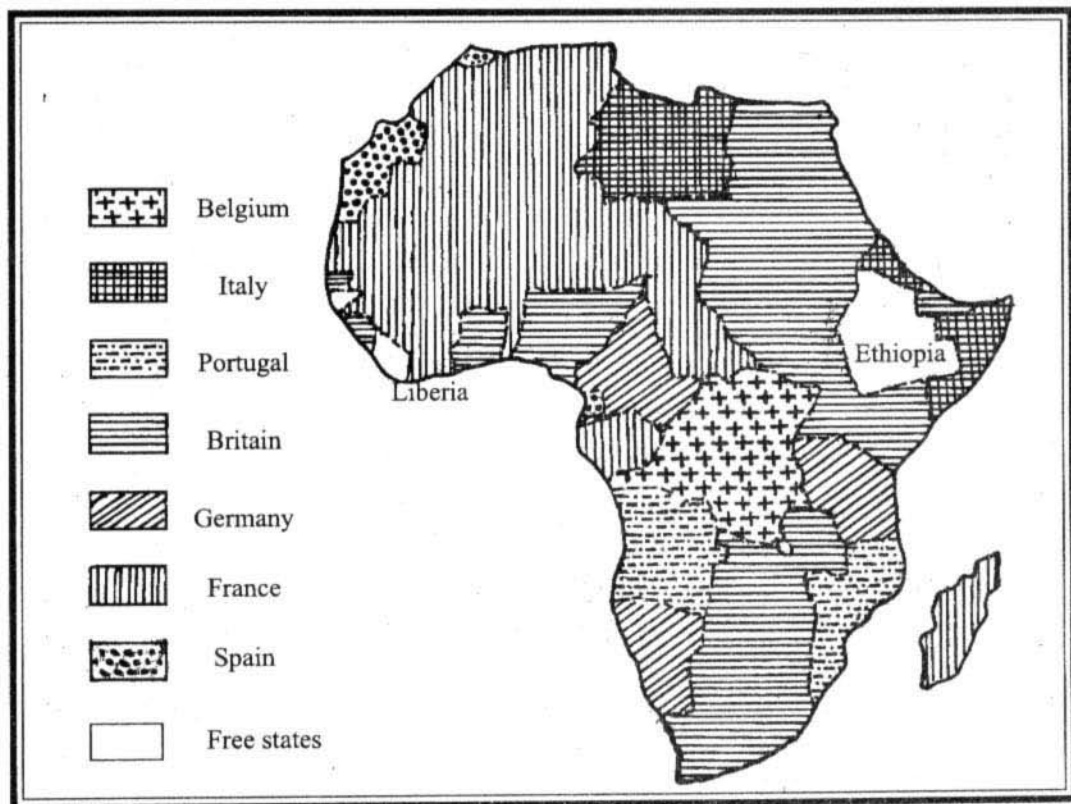 Belgium
Italy
Portugal
Britain
Germany
France
Spain
Free states
Liberia
Ethiopia